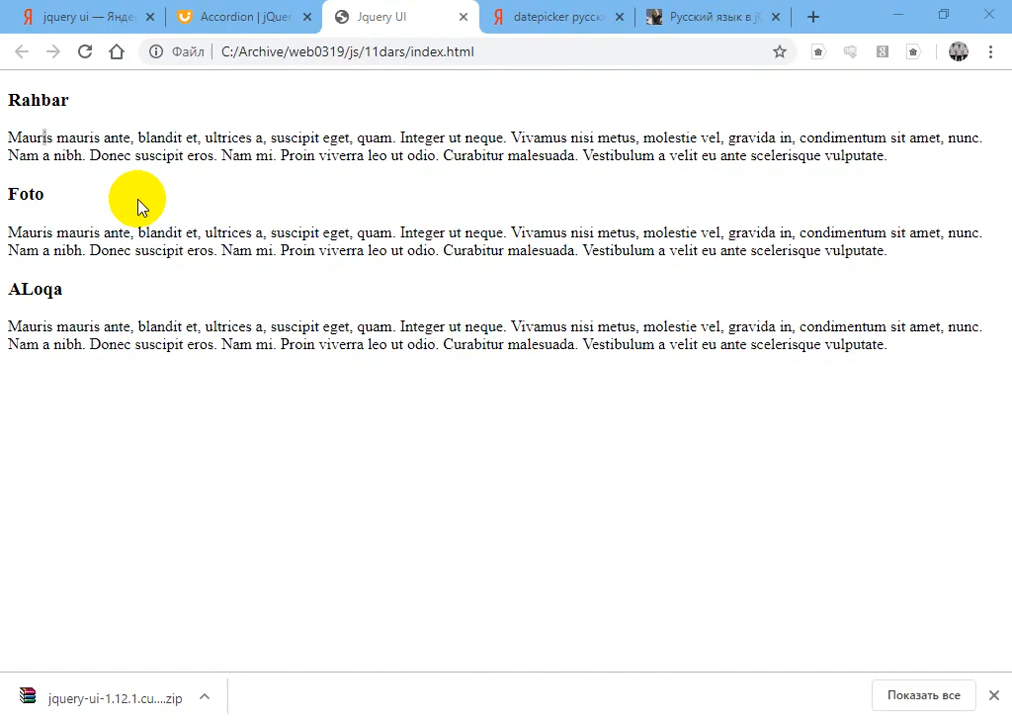 jquery ui — Янде
Accordion | jQuer
Jquery UI
datepicker русск
Русский язык в jQ
Файл | C:/Archive/web0319/js/11dars/index.html
Rahbar
Mauris mauris ante, blandit et, ultrices a, suscipit eget, quam. Integer ut neque. Vivamus nisi metus, molestie vel, gravida in, condimentum sit amet, nunc.
Nam a nibh. Donec suscipit eros. Nam mi. Proin viverra leo ut odio. Curabitur malesuada. Vestibulum a velit eu ante scelerisque vulputate.
Foto
Mauris mauris ante, blandit et, ultrices a, suscipit eget, quam. Integer ut neque. Vivamus nisi metus, molestie vel, gravida in, condimentum sit amet, nunc.
Nam a nibh. Donec suscipit eros. Nam mi. Proin viverra leo ut odio. Curabitur malesuada. Vestibulum a velit eu ante scelerisque vulputate.
ALoqa
Mauris mauris ante, blandit et, ultrices a, suscipit eget, quam. Integer ut neque. Vivamus nisi metus, molestie vel, gravida in, condimentum sit amet, nunc.
Nam a nibh. Donec suscipit eros. Nam mi. Proin viverra leo ut odio. Curabitur malesuada. Vestibulum a velit eu ante scelerisque vulputate.
jquery-ui-1.12.1.cu....zip
Показать все